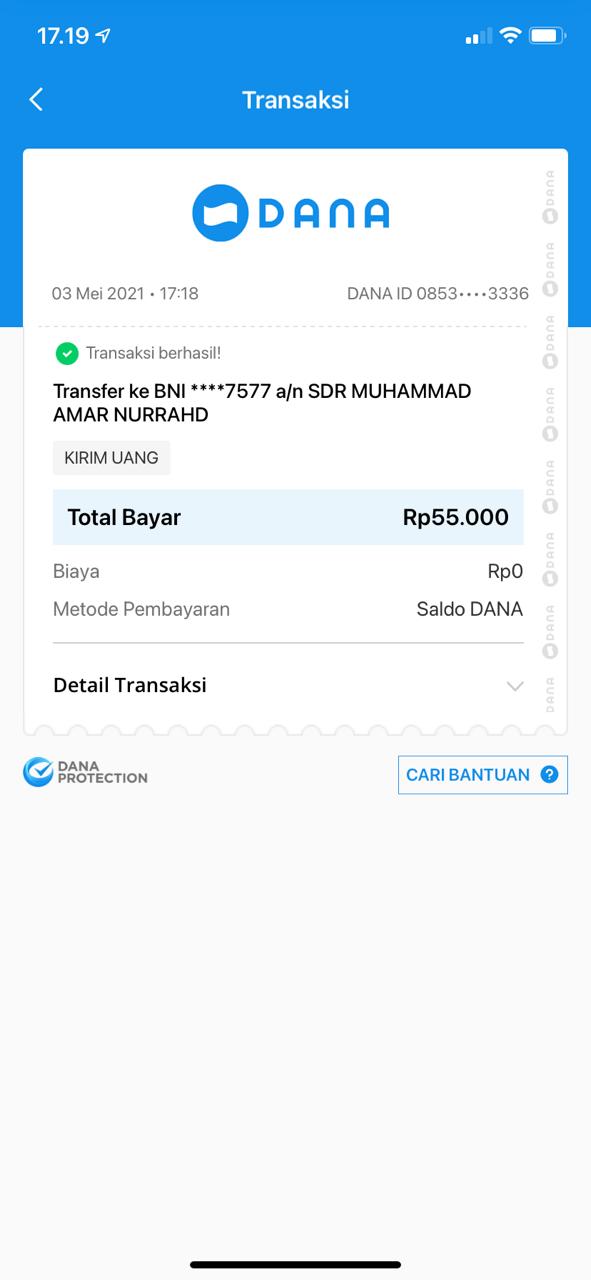 17.19
Transaksi
DANA
03 Mei 2021 • 17:18
DANA ID 0853••••3336
Transaksi berhasil!
Transfer ke BNI ****7577 a/n SDR MUHAMMAD
AMAR NURRAHD
KIRIM UANG
Total Bayar
Rp55.000
Biaya
Rp0
Metode Pembayaran
Saldo DANA
Detail Transaksi
DANA
PROTECTION
CARI BANTUAN ?
DANA
DANA
DANA
DANA
DANA
DANA
DANA
DANA